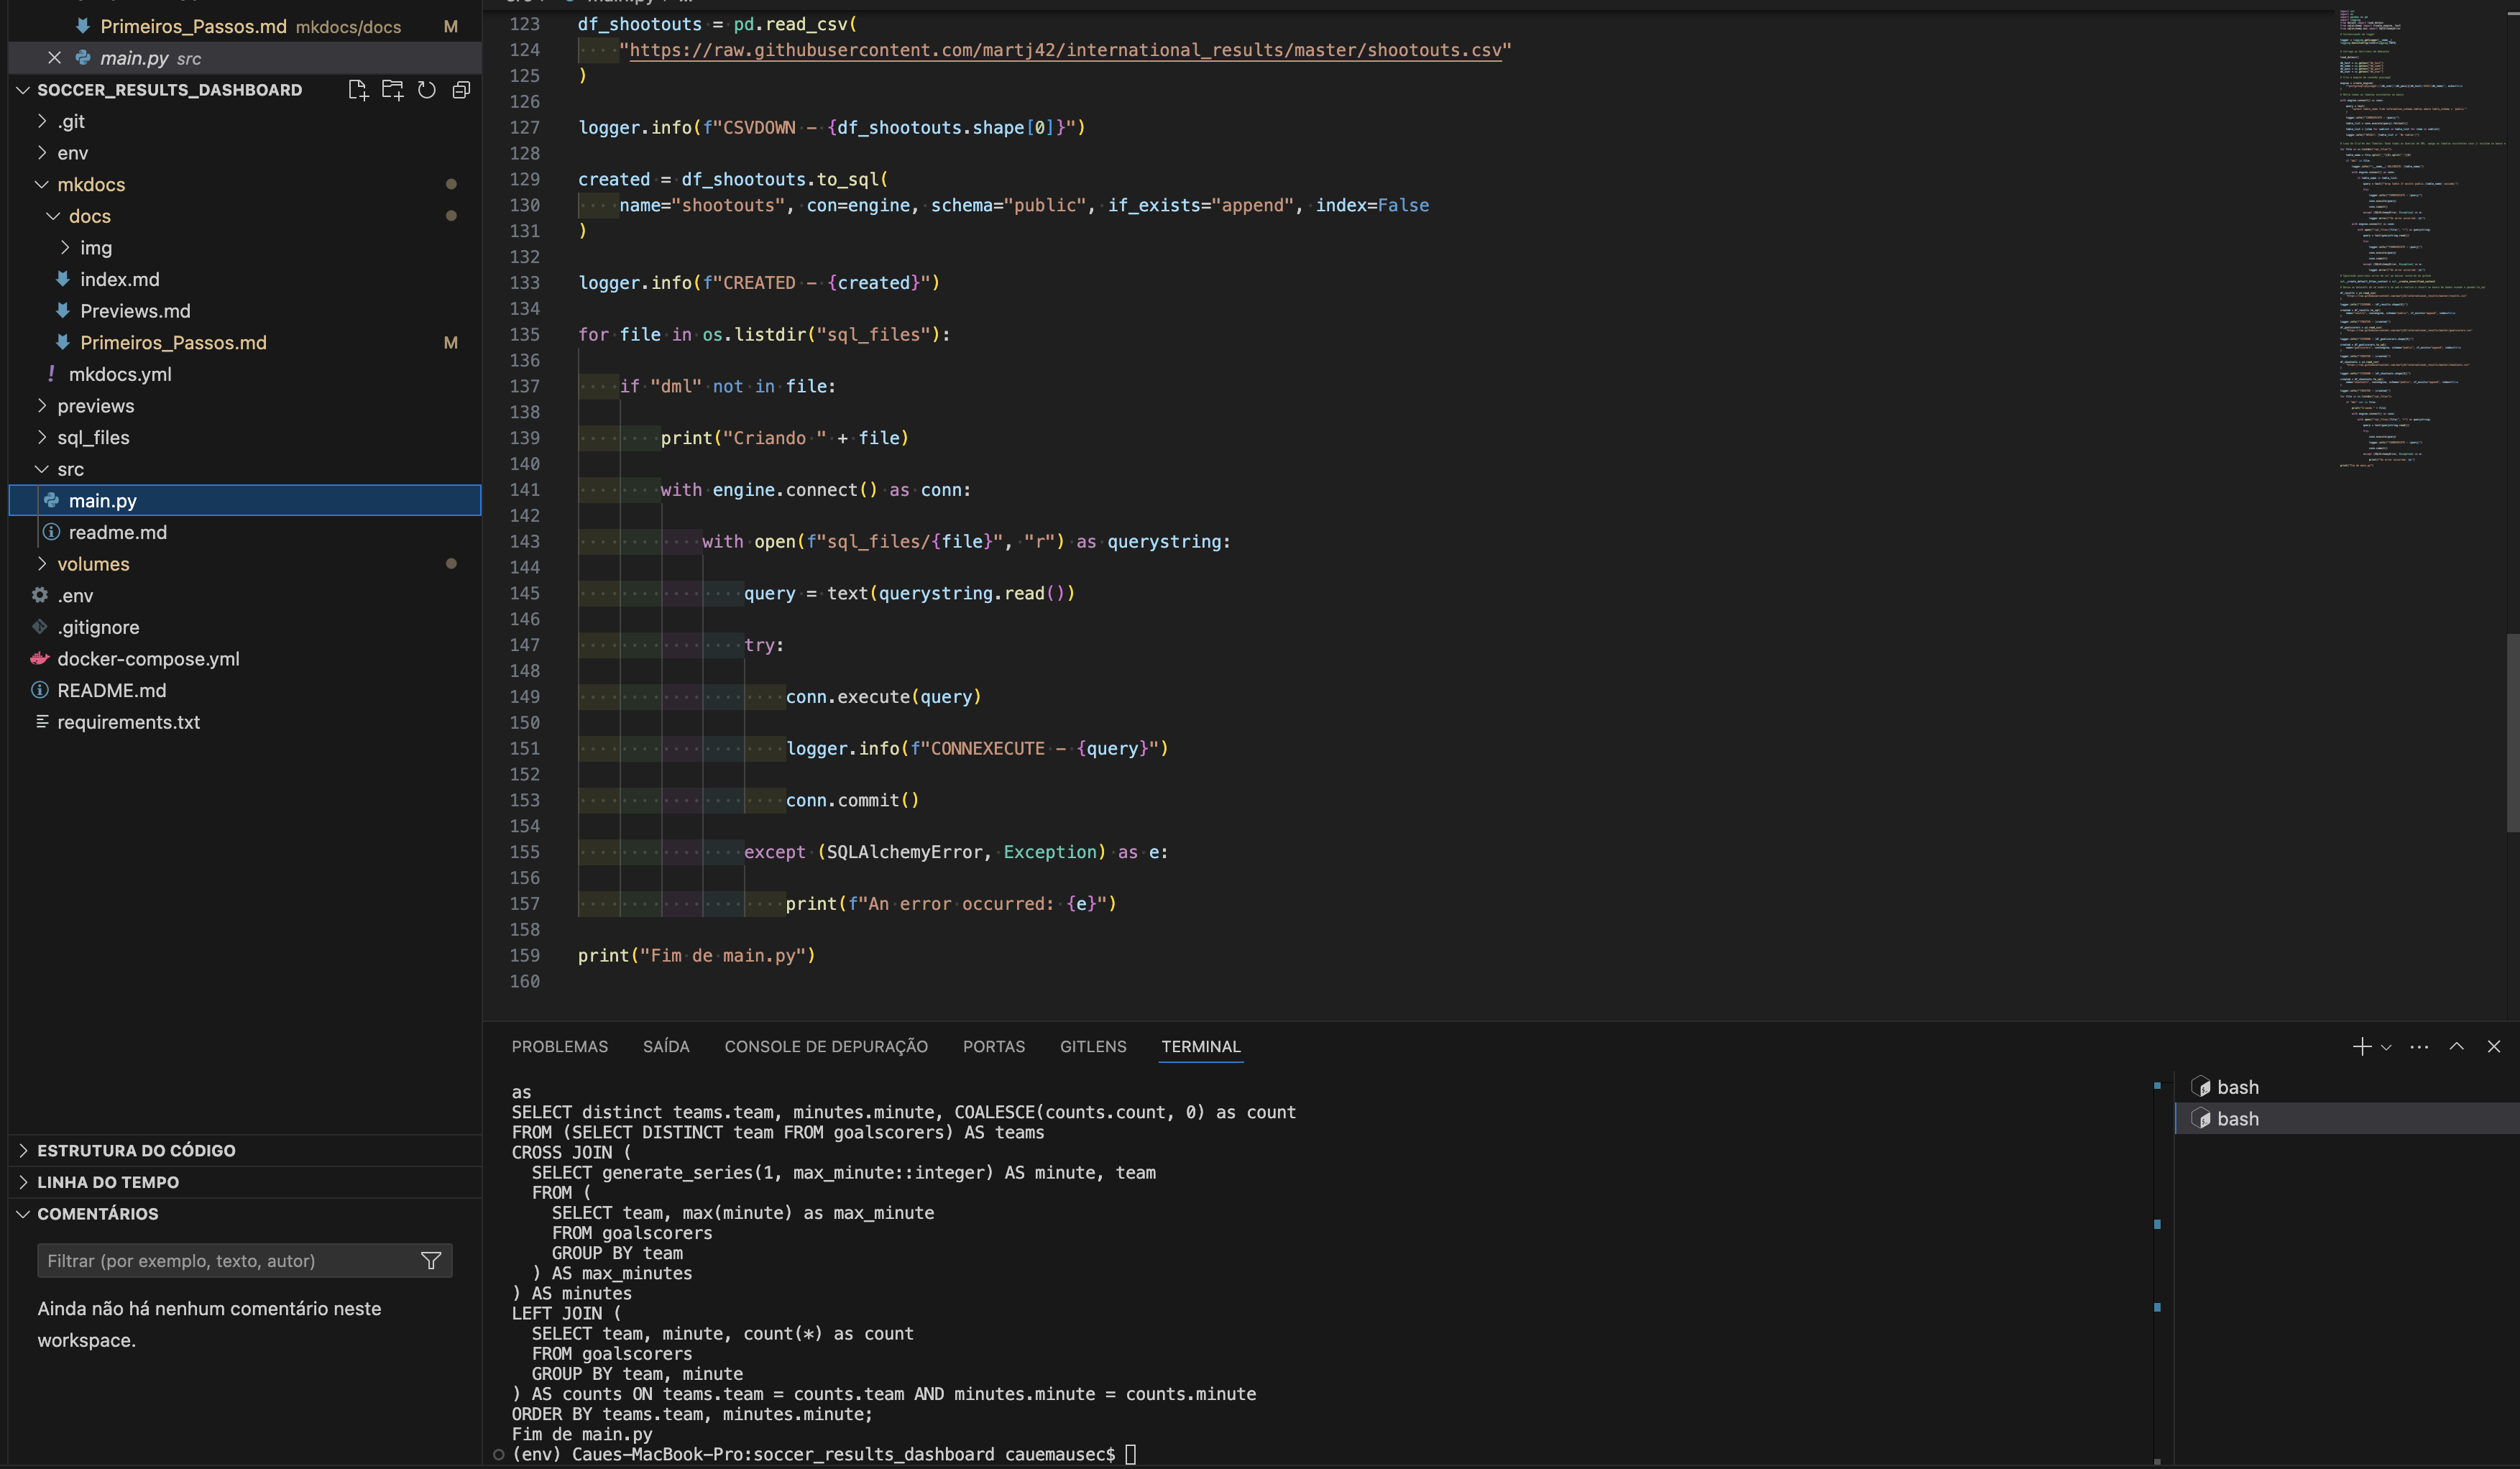 Primeiros_Passos.md mkdocs/docs M
main.py src
SOCCER_RESULTS_DASHBOARD
.git
env
mkdocs
docs
img
index.md
Previews.md
Primeiros_Passos.md M
mkdocs.yml
previews
sql_files
src
main.py
readme.md
volumes
.env
.gitignore
docker-compose.yml
README.md
requirements.txt
ESTRUTURA DO CÓDIGO
LINHA DO TEMPO
COMENTÁRIOS
Filtrar (por exemplo, texto, autor)
Ainda não há nenhum comentário neste
workspace.
123 df_shootouts = pd.read_csv(
124     "https://raw.githubusercontent.com/martj42/international_results/master/shootouts.csv"
125 )
126
127 logger.info(f"CSVDOWN - {df_shootouts.shape[0]}")
128
129 created = df_shootouts.to_sql(
130     name="shootouts", con=engine, schema="public", if_exists="append", index=False
131 )
132
133 logger.info(f"CREATED - {created}")
134
135 for file in os.listdir("sql_files"):
136
137     if "dml" not in file:
138
139         print("Criando " + file)
140
141         with engine.connect() as conn:
142
143             with open(f"sql_files/{file}", "r") as querystring:
144
145                 query = text(querystring.read())
146
147                 try:
148
149                     conn.execute(query)
150
151                     logger.info(f"CONNEXECUTE - {query}")
152
153                     conn.commit()
154
155                 except (SQLAlchemyError, Exception) as e:
156
157                     print(f"An error occurred: {e}")
158
159 print("Fim de main.py")
160
PROBLEMAS SAÍDA CONSOLE DE DEPURAÇÃO PORTAS GITLENS TERMINAL
as
SELECT distinct teams.team, minutes.minute, COALESCE(counts.count, 0) as count
FROM (SELECT DISTINCT team FROM goalscorers) AS teams
CROSS JOIN (
  SELECT generate_series(1, max_minute::integer) AS minute, team
  FROM (
    SELECT team, max(minute) as max_minute
    FROM goalscorers
    GROUP BY team
  ) AS max_minutes
) AS minutes
LEFT JOIN (
  SELECT team, minute, count(*) as count
  FROM goalscorers
  GROUP BY team, minute
) AS counts ON teams.team = counts.team AND minutes.minute = counts.minute
ORDER BY teams.team, minutes.minute;
Fim de main.py
(env) Caues-MacBook-Pro:soccer_results_dashboard cauemausec$
bash
bash